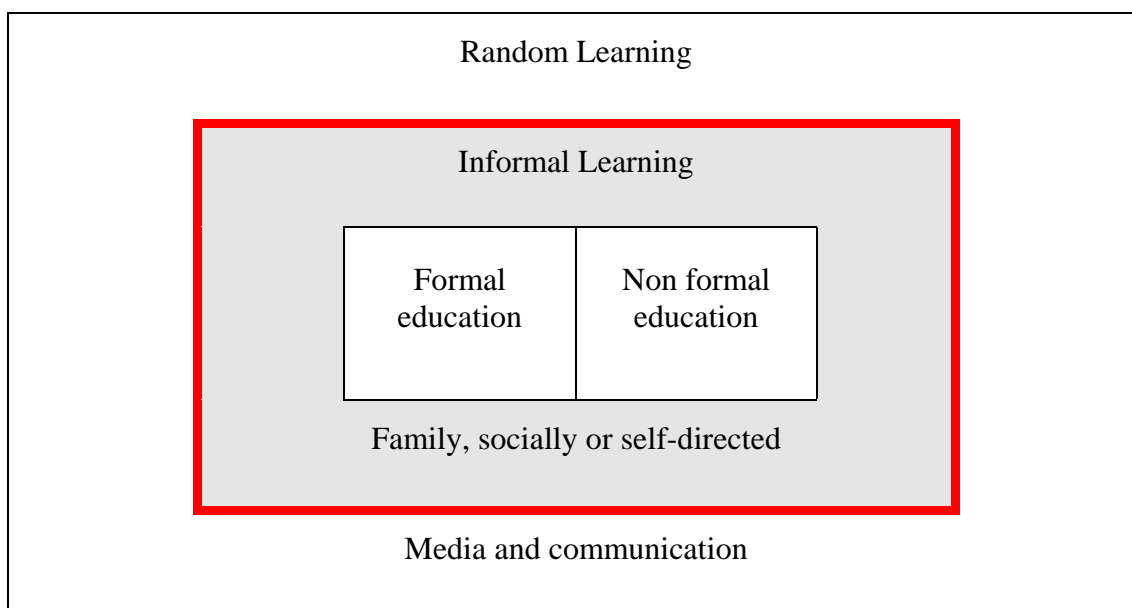 Random Learning
Informal Learning
Formal
education
Non formal
education
Family, socially or self-directed
Media and communication